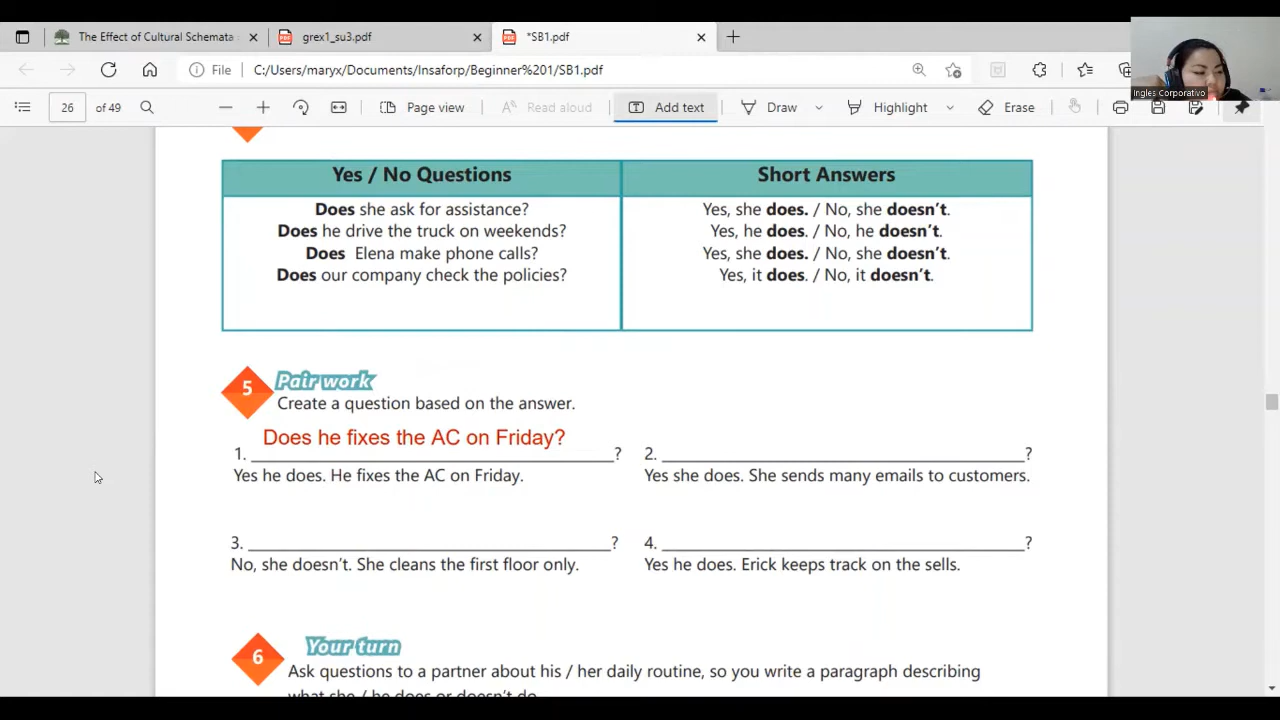 The Effect of Cultural Schemata
grex1_su3.pdf
*SB1.pdf
File
C:/Users/maryx/Documents/Insaforp/Beginner%201/SB1.pdf
Ingles Corporativo
26 of 49
Page view
Read aloud
Add text
Draw
Highlight
Erase
Yes / No Questions
Short Answers
Does she ask for assistance?
Yes, she does. / No, she doesn't.
Does he drive the truck on weekends?
Yes, he does. / No, he doesn't.
Does Elena make phone calls?
Yes, she does. / No, she doesn't.
Does our company check the policies?
Yes, it does. / No, it doesn't.
5
Pair work
Create a question based on the answer.
Does he fixes the AC on Friday?
1. ?
2. ?
Yes he does. He fixes the AC on Friday.
Yes she does. She sends many emails to customers.
3. ?
4. ?
No, she doesn't. She cleans the first floor only.
Yes he does. Erick keeps track on the sells.
6
Your turn
Ask questions to a partner about his / her daily routine, so you write a paragraph describing
what she / he does or doesn't do